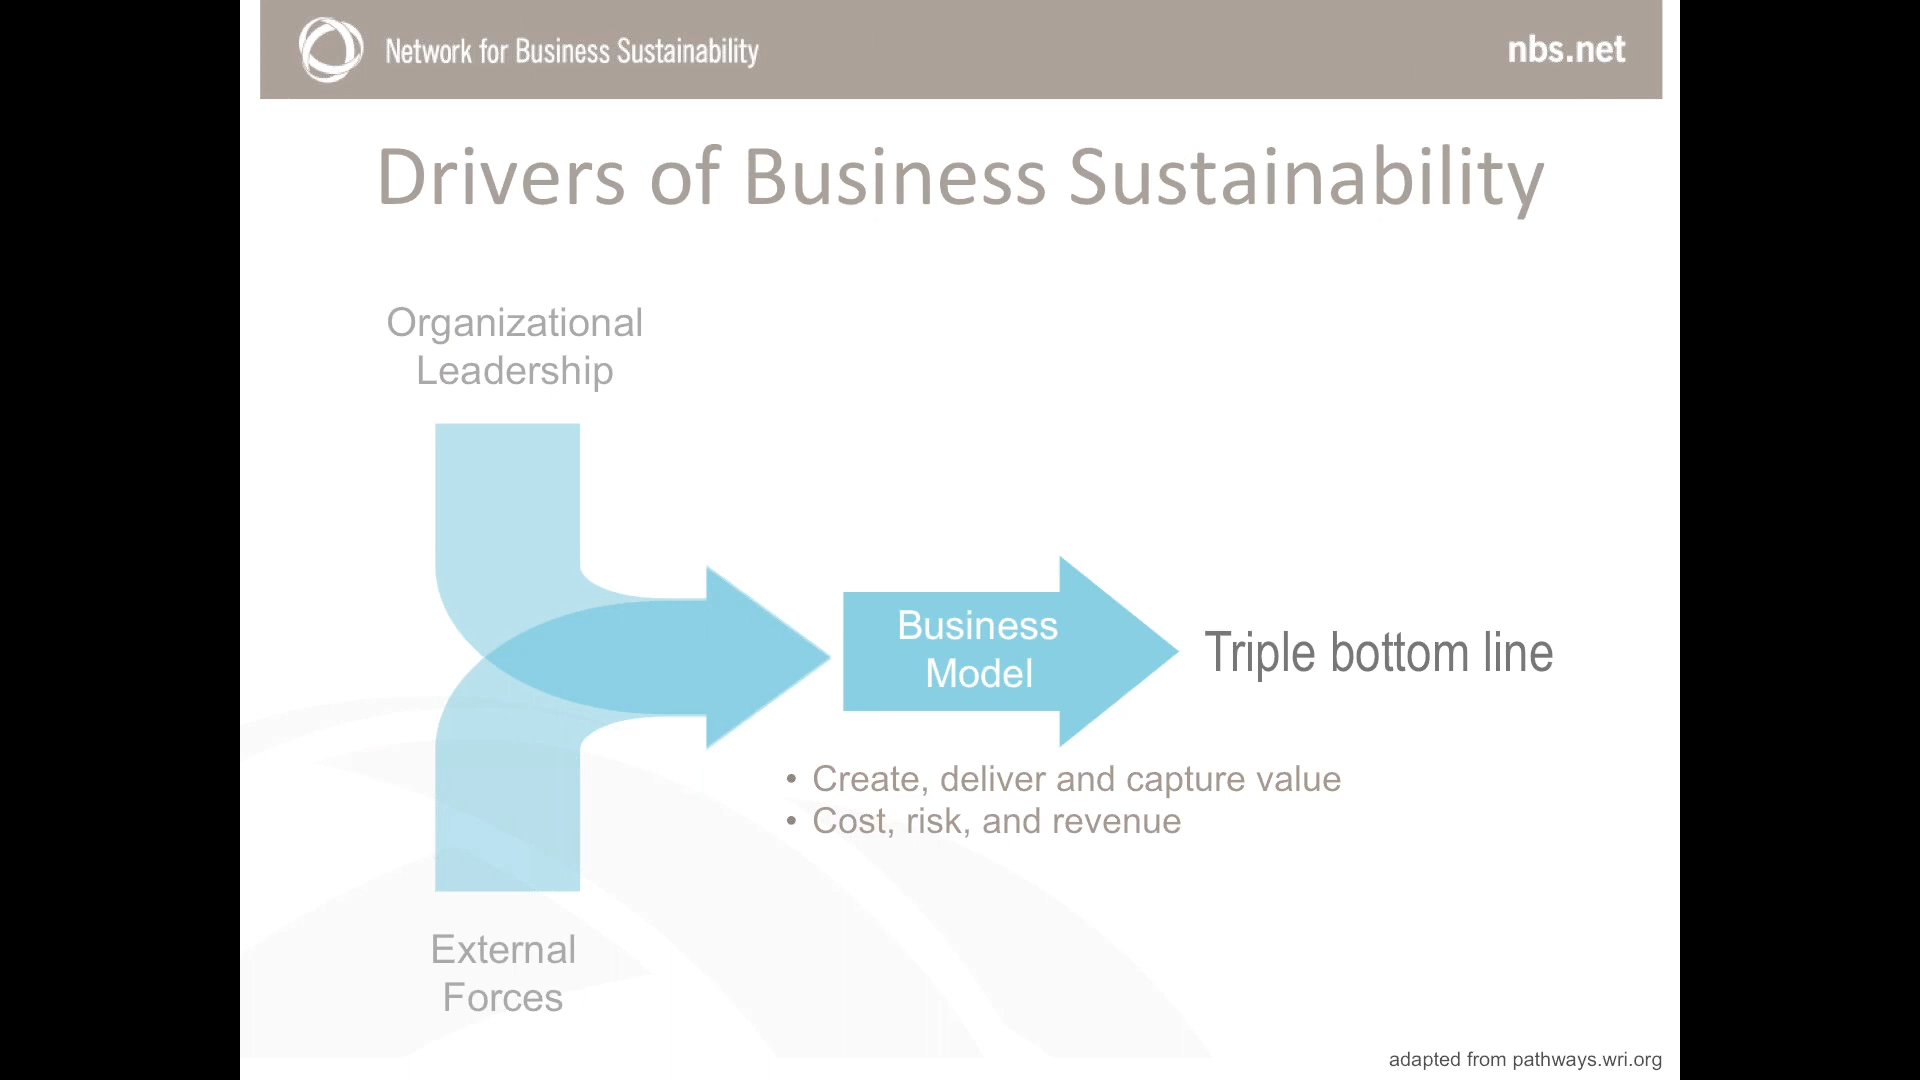 Network for Business Sustainability
nbs.net
Drivers of Business Sustainability
Organizational
Leadership
Business
Model
Triple bottom line
• Create, deliver and capture value
• Cost, risk, and revenue
External
Forces
adapted from pathways.wri.org